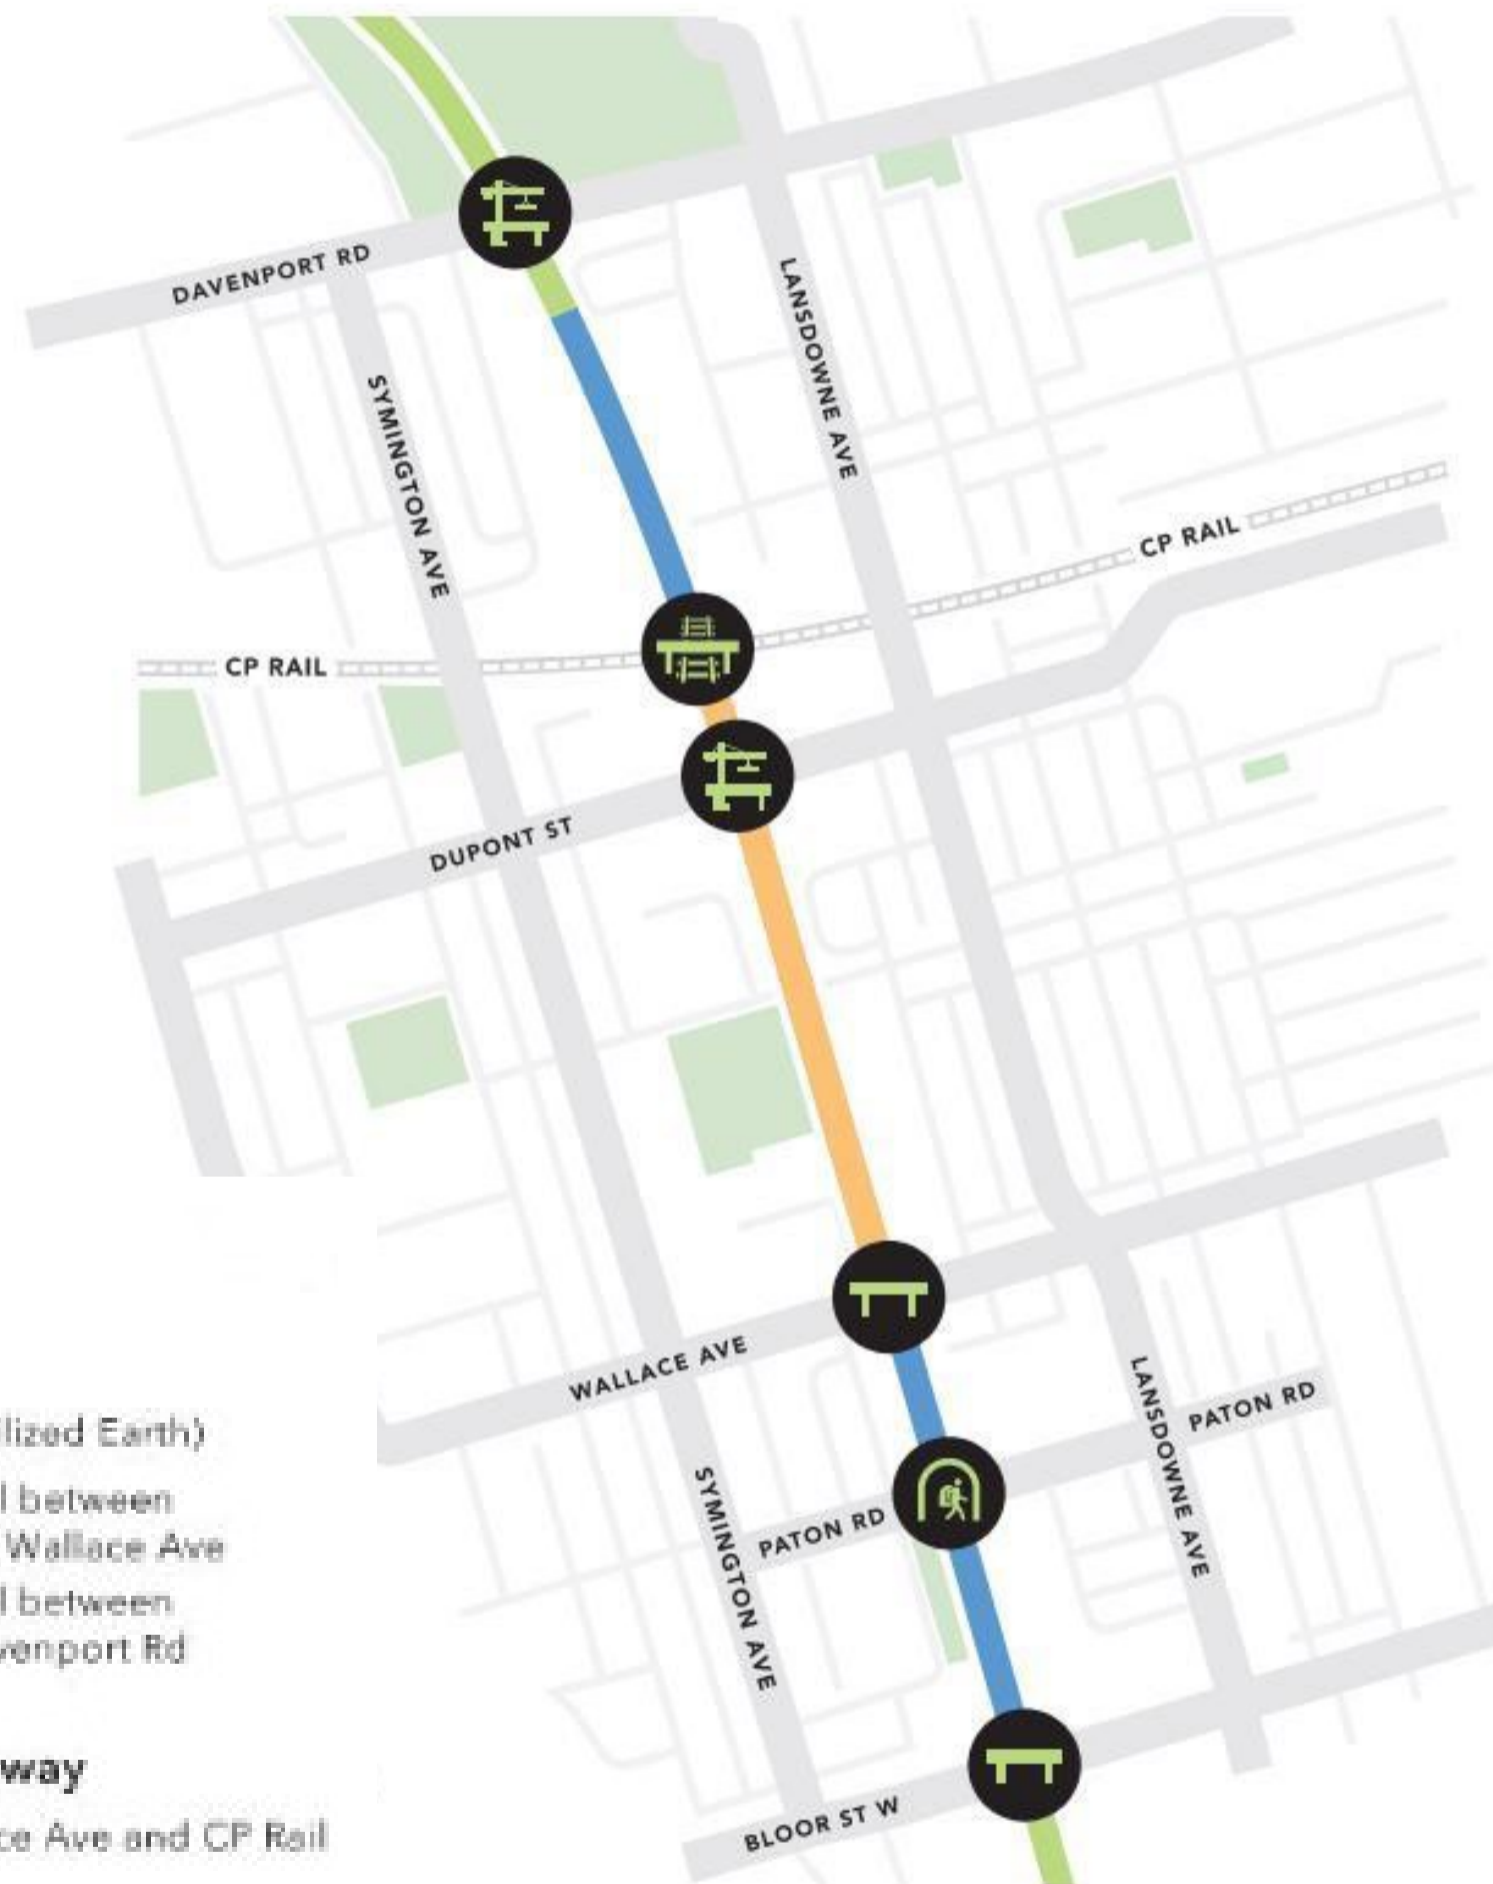 DAVENPORT RD
LANSDOWNE AVE
SYMINGTON AVE
CP RAIL
CP RAIL
DUPONT ST
WALLACE AVE
LANSDOWNE AVE
PATON RD
PATON RD
SYMINGTON AVE
BLOOR ST W
lized Earth)
l between
Wallace Ave
l between
venport Rd
way
ce Ave and CP Rail